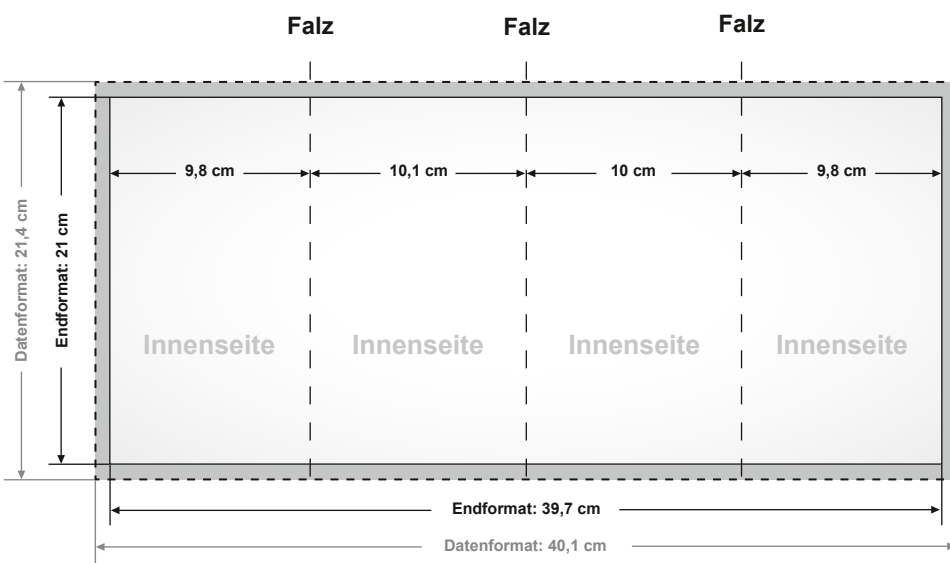 Falz
Falz
Falz
9,8 cm
10,1 cm
10 cm
9,8 cm
Datenformat: 21,4 cm
Endformat: 21 cm
Innenseite
Innenseite
Innenseite
Innenseite
Endformat: 39,7 cm
Datenformat: 40,1 cm